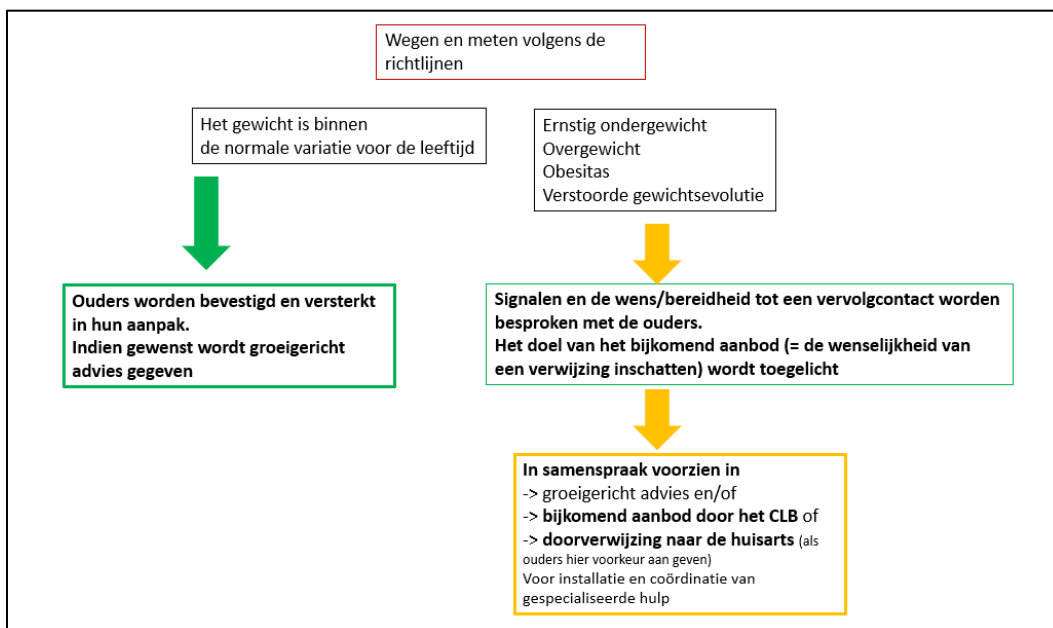 Wegen en meten volgens de
richtlijnen
Het gewicht is binnen
de normale variatie voor de leeftijd
Ernstig ondergewicht
Overgewicht
Obesitas
Verstoorde gewichtsevolutie
Ouders worden bevestigd en versterkt
in hun aanpak.
Indien gewenst wordt groeigericht
advies gegeven
Signalen en de wens/bereidheid tot een vervolgcontact worden
besproken met de ouders.
Het doel van het bijkomend aanbod (= de wenselijkheid van
een verwijzing inschatten) wordt toegelicht
In samenspraak voorzien in
-> groeigericht advies en/of
-> bijkomend aanbod door het CLB of
-> doorverwijzing naar de huisarts (als
ouders hier voorkeur aan geven)
Voor installatie en coördinatie van
gespecialiseerde hulp